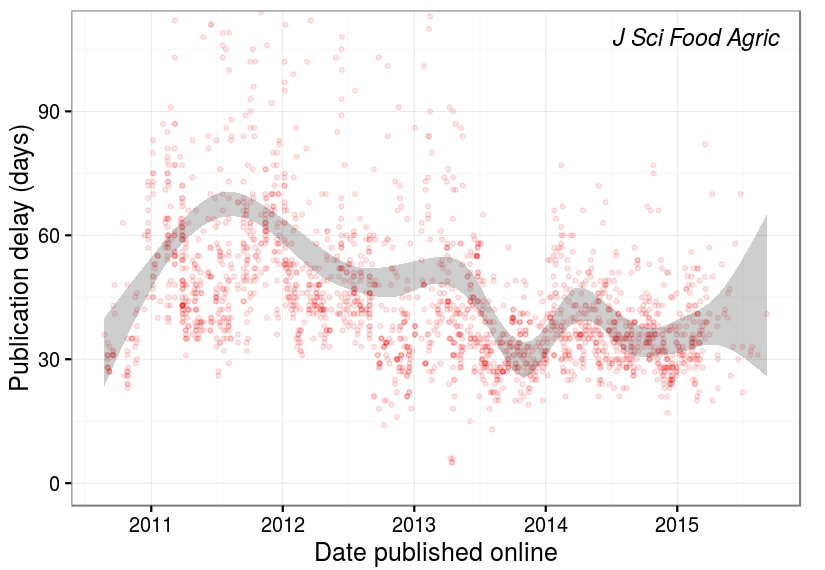 J Sci Food Agric
Publication delay (days)
90
60
30
0
2011 2012 2013 2014 2015
Date published online